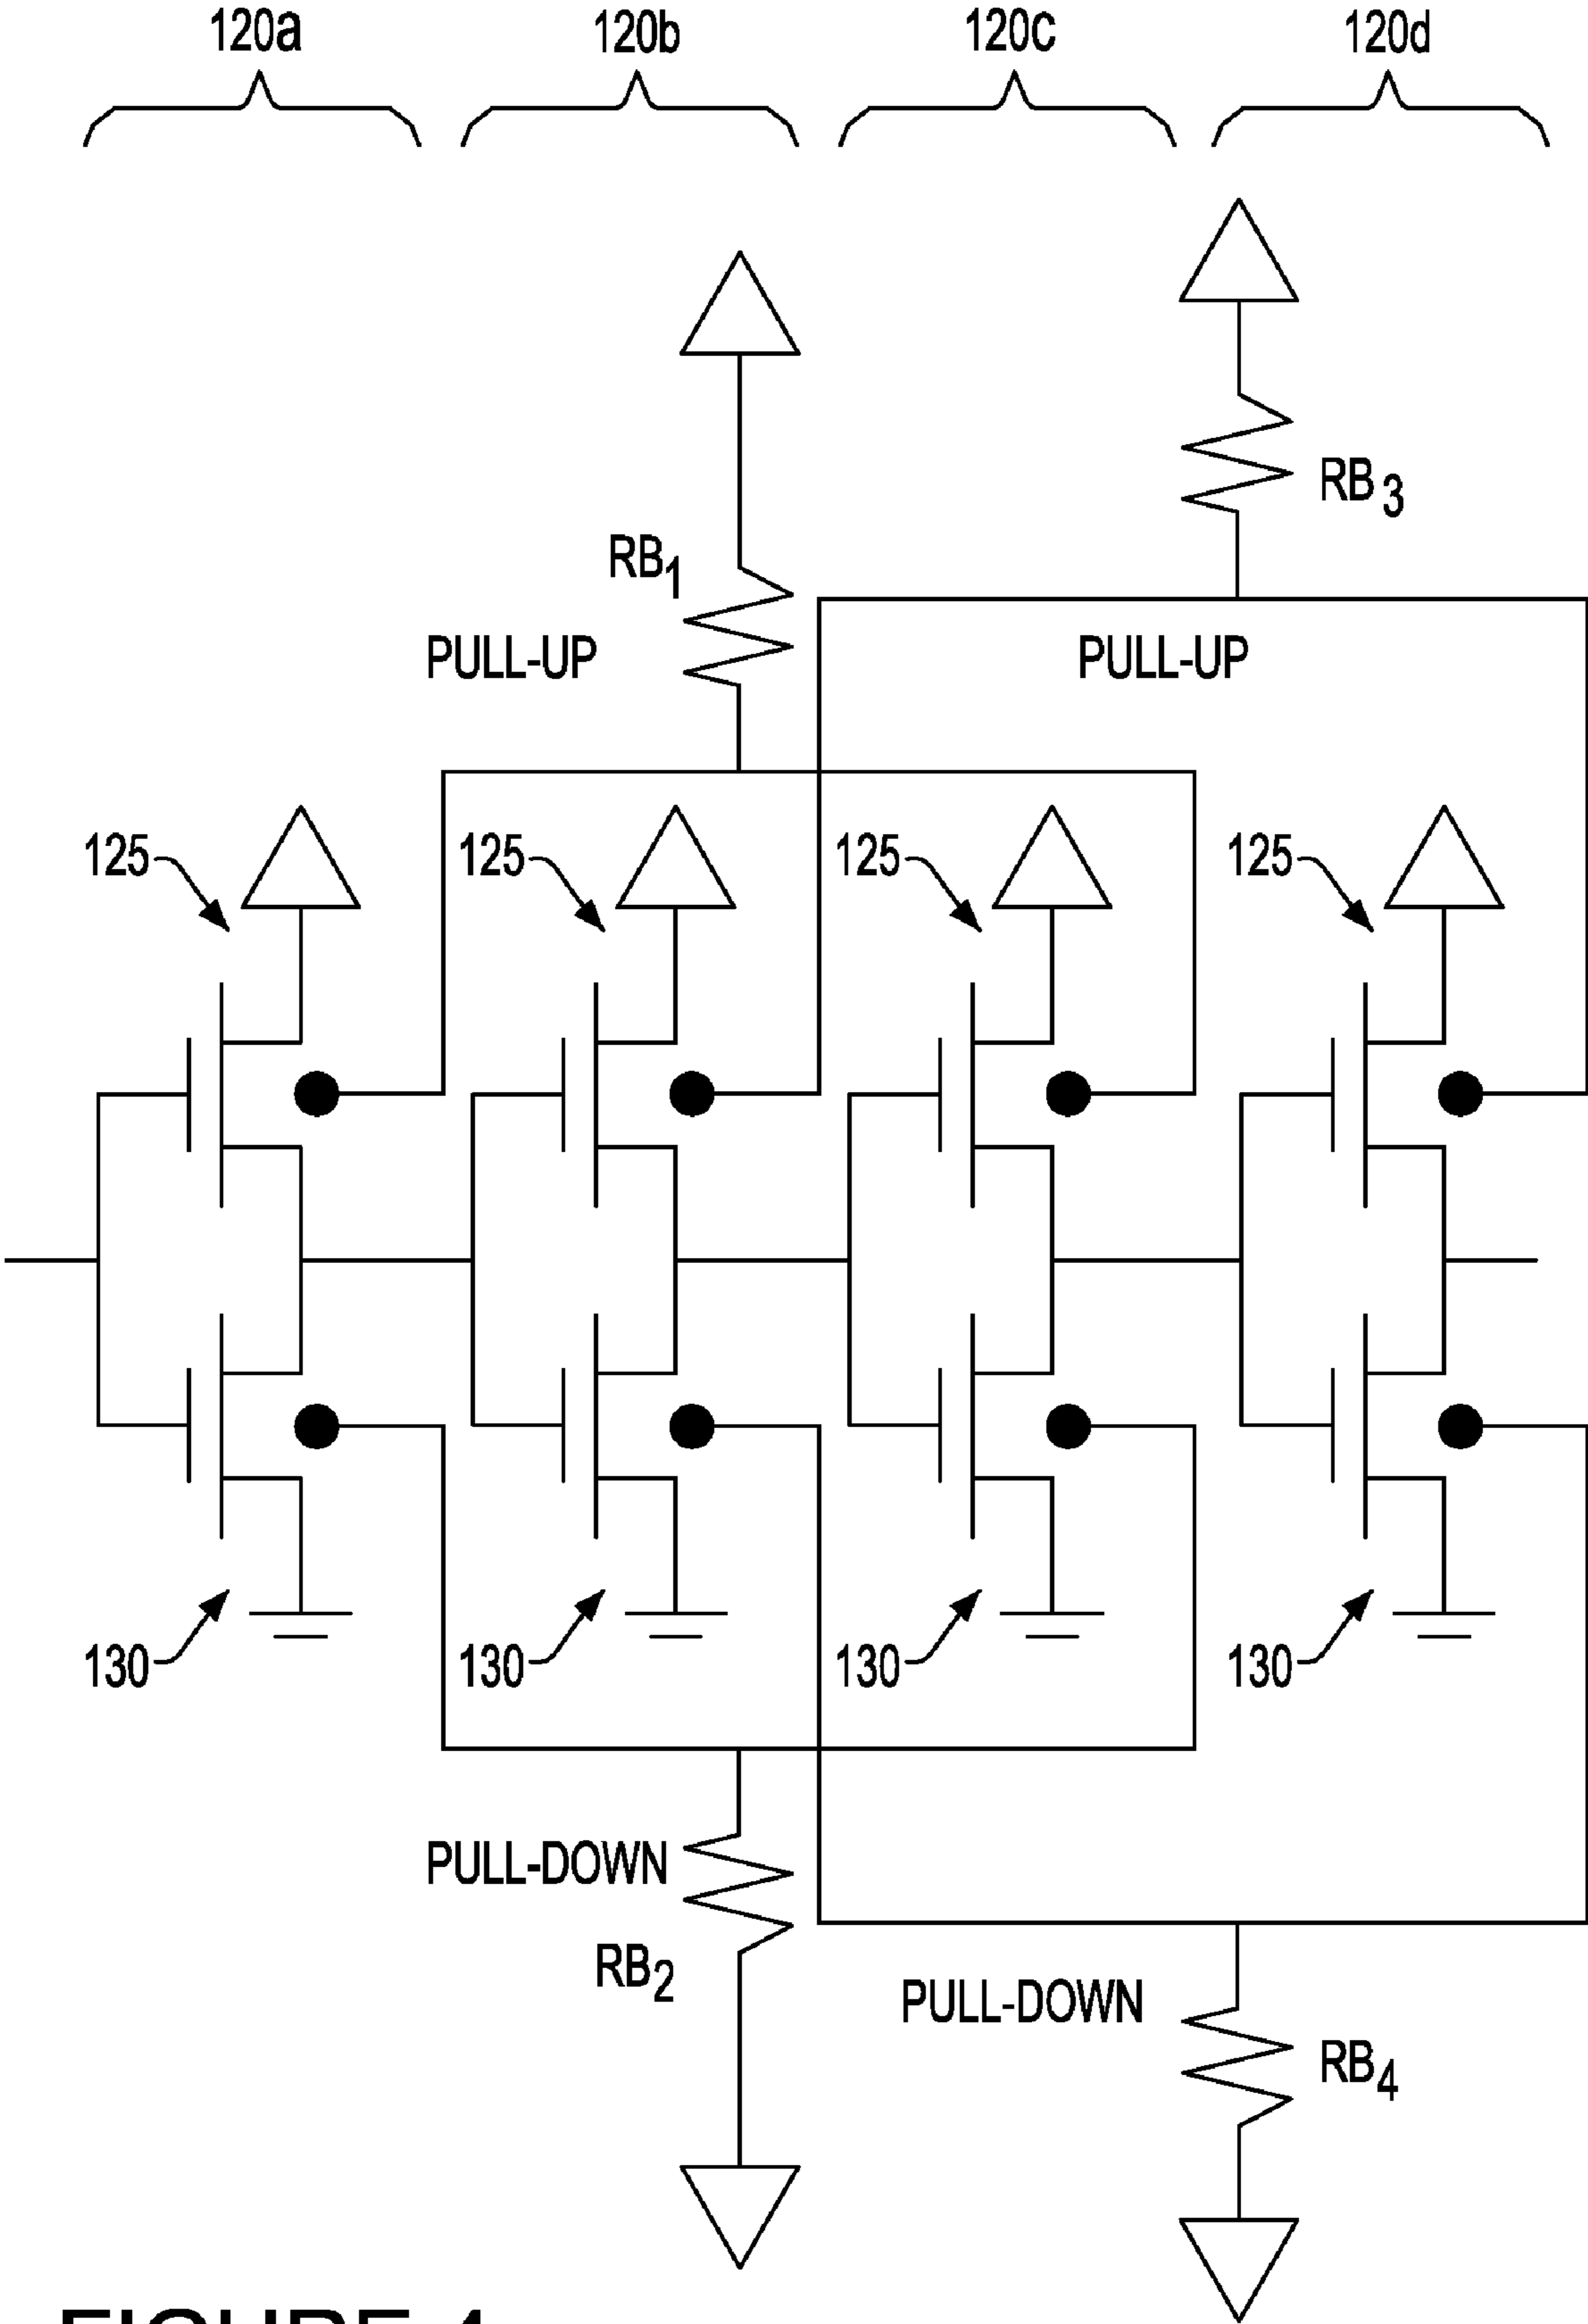 120a 120b 120c 120d
RB3
RB1
PULL-UP PULL-UP
125 125 125 125
130 130 130 130
PULL-DOWN
RB2
PULL-DOWN
RB4